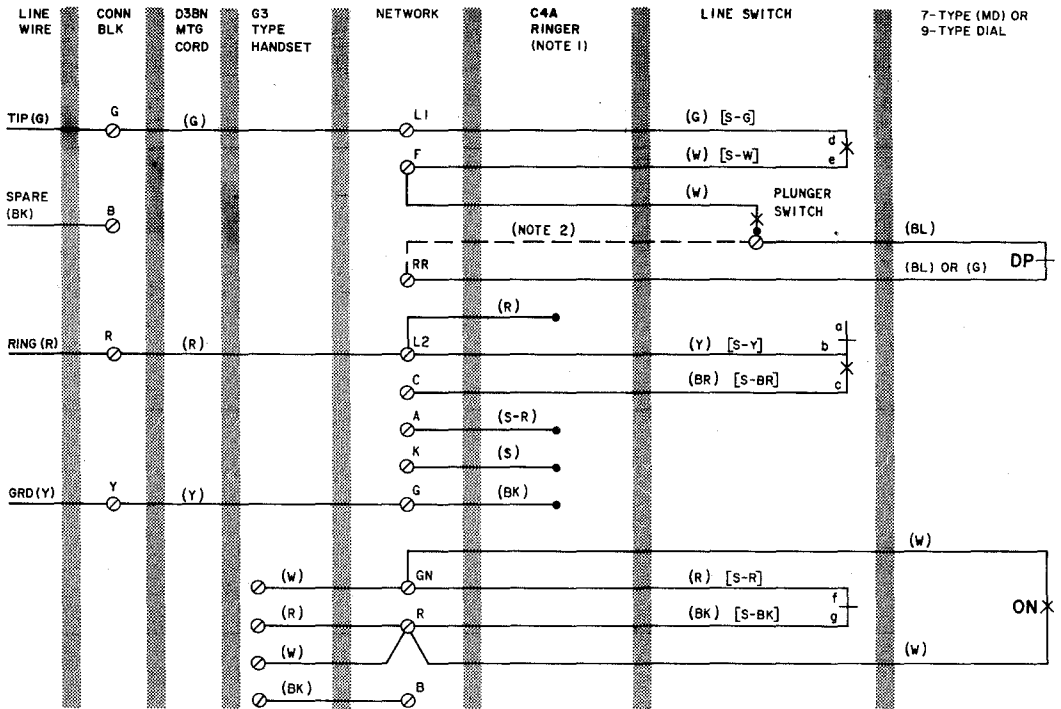 LINE WIRE
CONN BLK
D3BN MTG CORD
G3 TYPE HANDSET
NETWORK
C4A RINGER (NOTE 1)
LINE SWITCH
7-TYPE (MD) OR 9-TYPE DIAL
TIP(G)
G
(G)
L1
(G) [S-G]
d
F
(W) [S-W]
e
SPARE (BK)
B
(W)
PLUNGER SWITCH
(NOTE 2)
(BL)
RR
(BL) OR (G)
DP
(R)
a
RING(R)
R
(R)
L2
(Y) [S-Y]
b
C
(BR) [S-BR]
c
A
(S-R)
K
(S)
GRD(Y)
Y
(Y)
G
(BK)
(W)
(W)
GN
(R) [S-R]
f
(R)
R
(BK) [S-BK]
g
ON
(W)
(W)
(BK)
B